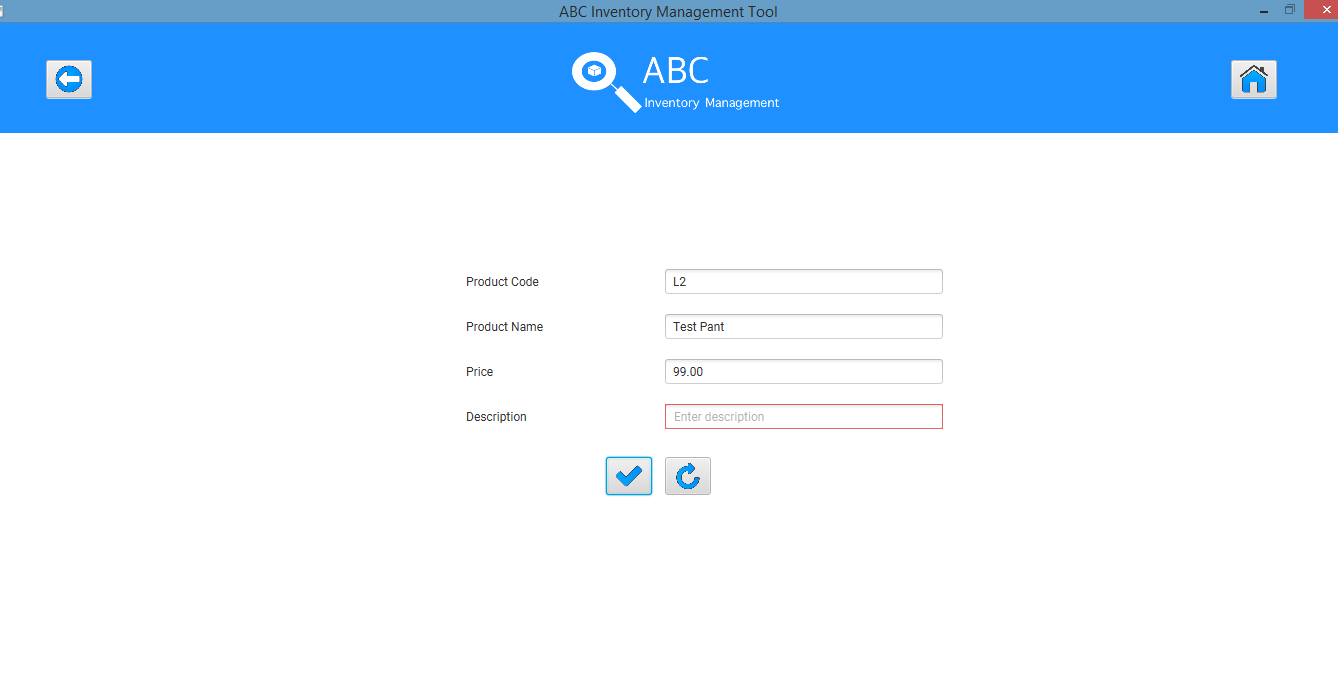 ABC Inventory Management Tool
ABC
Inventory Management
Product Code
L2
Product Name
Test Pant
Price
99.00
Description
Enter description